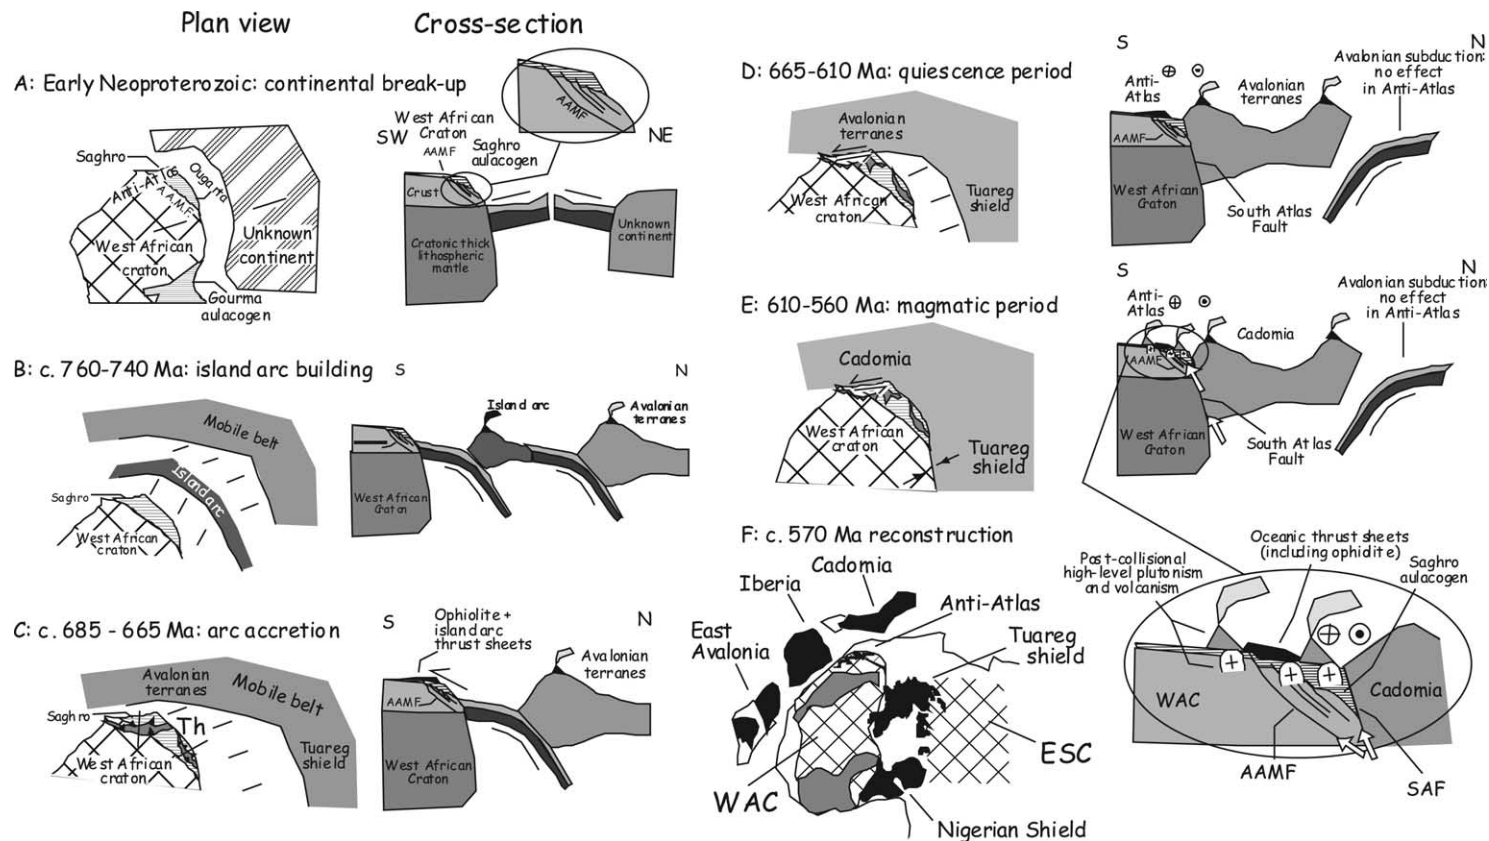 Plan view
Cross-section
A: Early Neoproterozoic: continental break-up
Saghro
Anti-Atlas
A.A.M.F
Ougarta
West African
craton
Unknown
continent
Gourma
aulacogen
AAMF
West African
Craton
SW
NE
AAMF
Saghro
aulacogen
Crust
Cratonic thick
lithospheric
mantle
Unknown
continent
B: c. 760-740 Ma: island arc building
S
N
Mobile belt
Island arc
Saghro
West African
craton
Island arc
Avalonian
terranes
West African
Craton
C: c. 685 - 665 Ma: arc accretion
S
N
Avalonian
terranes
Mobile belt
Saghro
Th
West African
craton
Tuareg
shield
Ophiolite +
island arc
thrust sheets
Avalonian
terranes
AAMF
West African
Craton
D: 665-610 Ma: quiescence period
Avalonian
terranes
West African
craton
Tuareg
shield
S
N
Anti-
Atlas
Avalonian
terranes
Avalonian subduction:
no effect
in Anti-Atlas
AAMF
West African
Craton
South Atlas
Fault
E: 610-560 Ma: magmatic period
Cadomia
West African
craton
Tuareg
shield
S
N
Anti-
Atlas
Cadomia
Avalonian subduction:
no effect
in Anti-Atlas
AAMF
West African
Craton
South Atlas
Fault
F: c. 570 Ma reconstruction
Cadomia
Iberia
Anti-Atlas
East
Avalonia
Tuareg
shield
ESC
WAC
Nigerian Shield
Post-collisional
high-level plutonism
and volcanism
Oceanic thrust sheets
(including ophiolite)
Saghro
aulacogen
WAC
Cadomia
AAMF
SAF